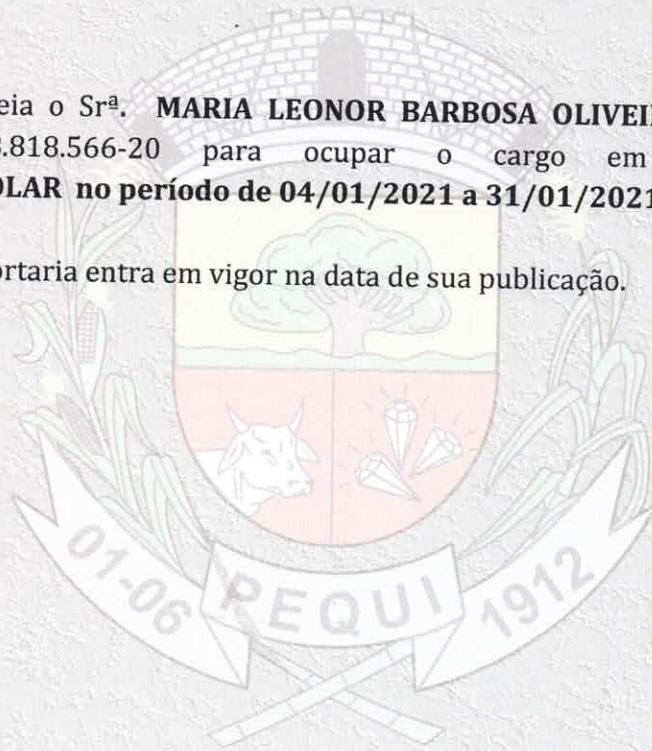 eia o Srª. MARIA LEONOR BARBOSA OLIVEI
.818.566-20 para ocupar o cargo em
OLAR no período de 04/01/2021 a 31/01/2021
ortaria entra em vigor na data de sua publicação.
01-06 PEQUI 1912